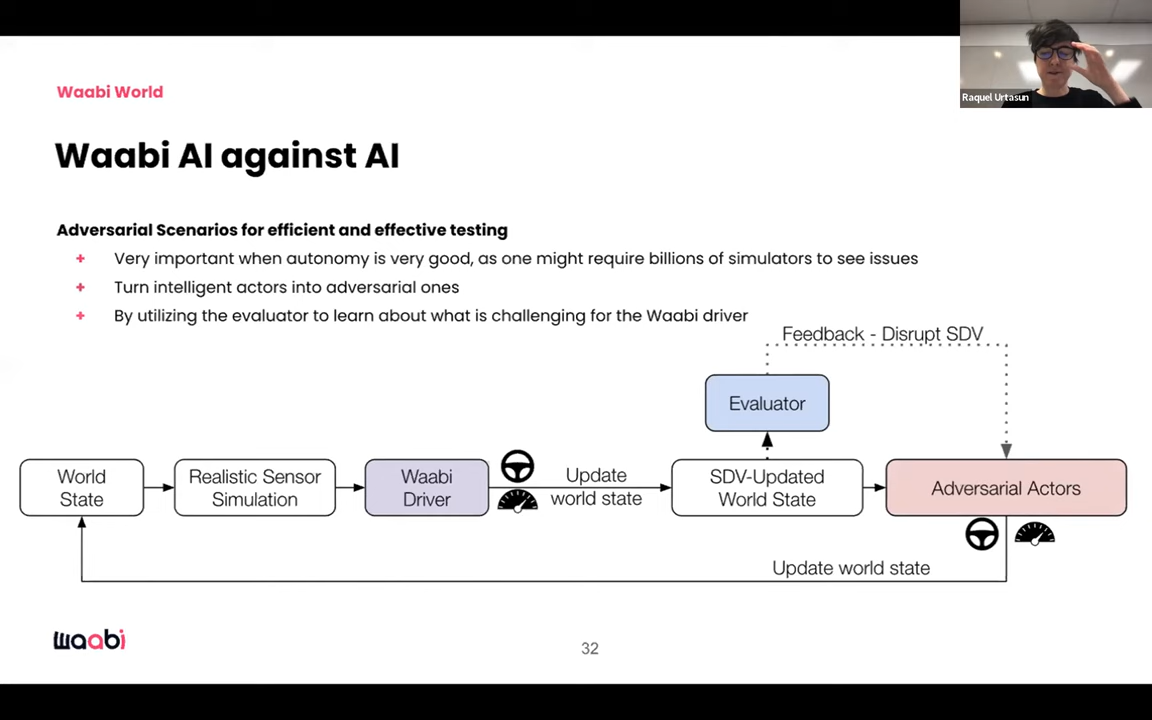 Raquel Urtasun
Waabi World
Waabi AI against AI
Adversarial Scenarios for efficient and effective testing
+ Very important when autonomy is very good, as one might require billions of simulators to see issues
+ Turn intelligent actors into adversarial ones
+ By utilizing the evaluator to learn about what is challenging for the Waabi driver
Feedback - Disrupt SDV
Evaluator
World
State
Realistic Sensor
Simulation
Waabi
Driver
Update
world state
SDV-Updated
World State
Adversarial Actors
Update world state
waabi
32